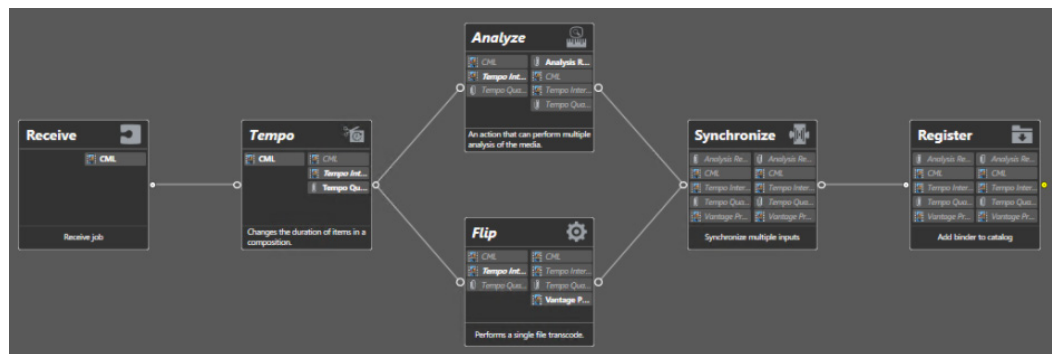 Analyze
CML
Analysis R...
Tempo Int...
CML
Tempo Qua...
Tempo Inter...
Tempo Qua...
An action that can perform multiple
analysis of the media.
Receive
CML
Receive job
Tempo
CML
CML
Tempo Int...
Tempo Qu...
Changes the duration of items in a
composition.
Synchronize
Analysis Re...
Analysis Re...
CML
CML
Tempo Inter...
Tempo Inter...
Tempo Qua...
Tempo Qua...
Vantage Pr...
Vantage Pr...
Synchronize multiple inputs
Register
Analysis Re...
Analysis Re...
CML
CML
Tempo Inter...
Tempo Inter...
Tempo Qua...
Tempo Qua...
Vantage Pr...
Vantage Pr...
Add binder to catalog
Flip
CML
CML
Tempo Int...
Tempo Inter...
Tempo Qua...
Tempo Qua...
Vantage P...
Performs a single file transcode.